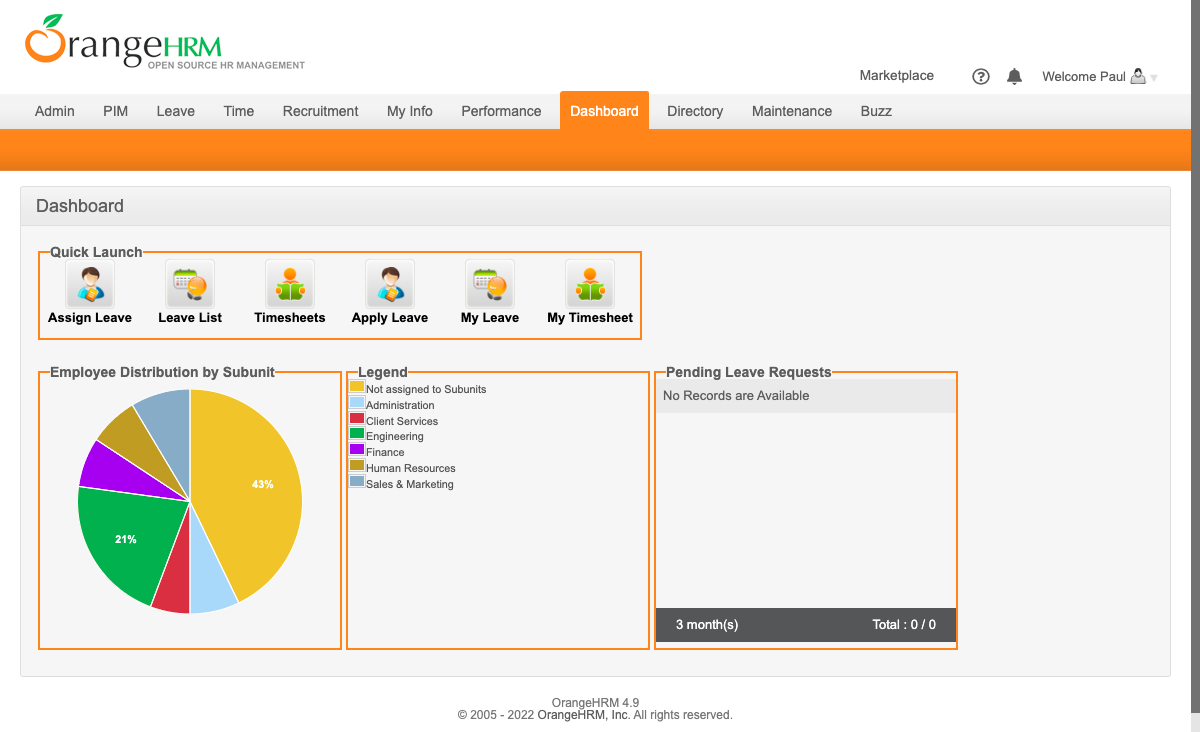 OrangeHRM
OPEN SOURCE HR MANAGEMENT
Marketplace
? Welcome Paul
Admin PIM Leave Time Recruitment My Info Performance Dashboard Directory Maintenance Buzz
Dashboard
Quick Launch
Assign Leave Leave List Timesheets Apply Leave My Leave My Timesheet
Employee Distribution by Subunit
43%
21%
Legend
Not assigned to Subunits
Administration
Client Services
Engineering
Finance
Human Resources
Sales & Marketing
Pending Leave Requests
No Records are Available
3 month(s) Total : 0 / 0
OrangeHRM 4.9
© 2005 - 2022 OrangeHRM, Inc. All rights reserved.